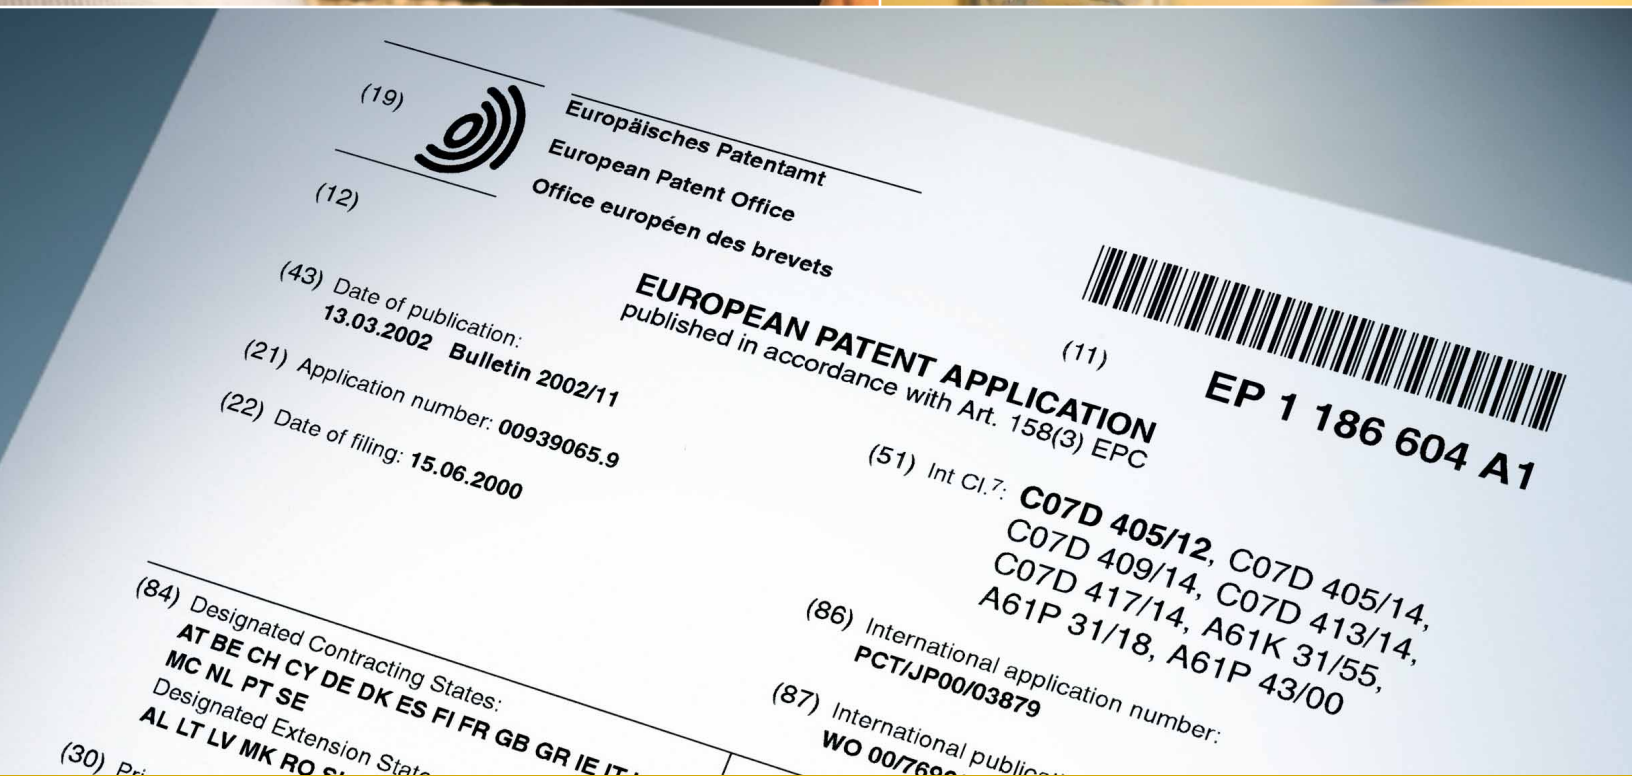 (19)
Europäisches Patentamt
European Patent Office
Office européen des brevets
(12)
EUROPEAN PATENT APPLICATION
published in accordance with Art. 158(3) EPC
(11)
EP 1 186 604 A1
(43) Date of publication:
13.03.2002 Bulletin 2002/11
(21) Application number: 00939065.9
(22) Date of filing: 15.06.2000
(51) Int Cl.7: C07D 405/12, C07D 405/14,
C07D 409/14, C07D 413/14,
C07D 417/14, A61K 31/55,
A61P 31/18, A61P 43/00
(86) International application number:
PCT/JP00/03879
(87) International
WO
(84) Designated Contracting States:
AT BE CH CY DE DK ES FI FR GB GR IE IT
MC NL PT SE
Designated Extension
AL LT LV MK RO
(30)